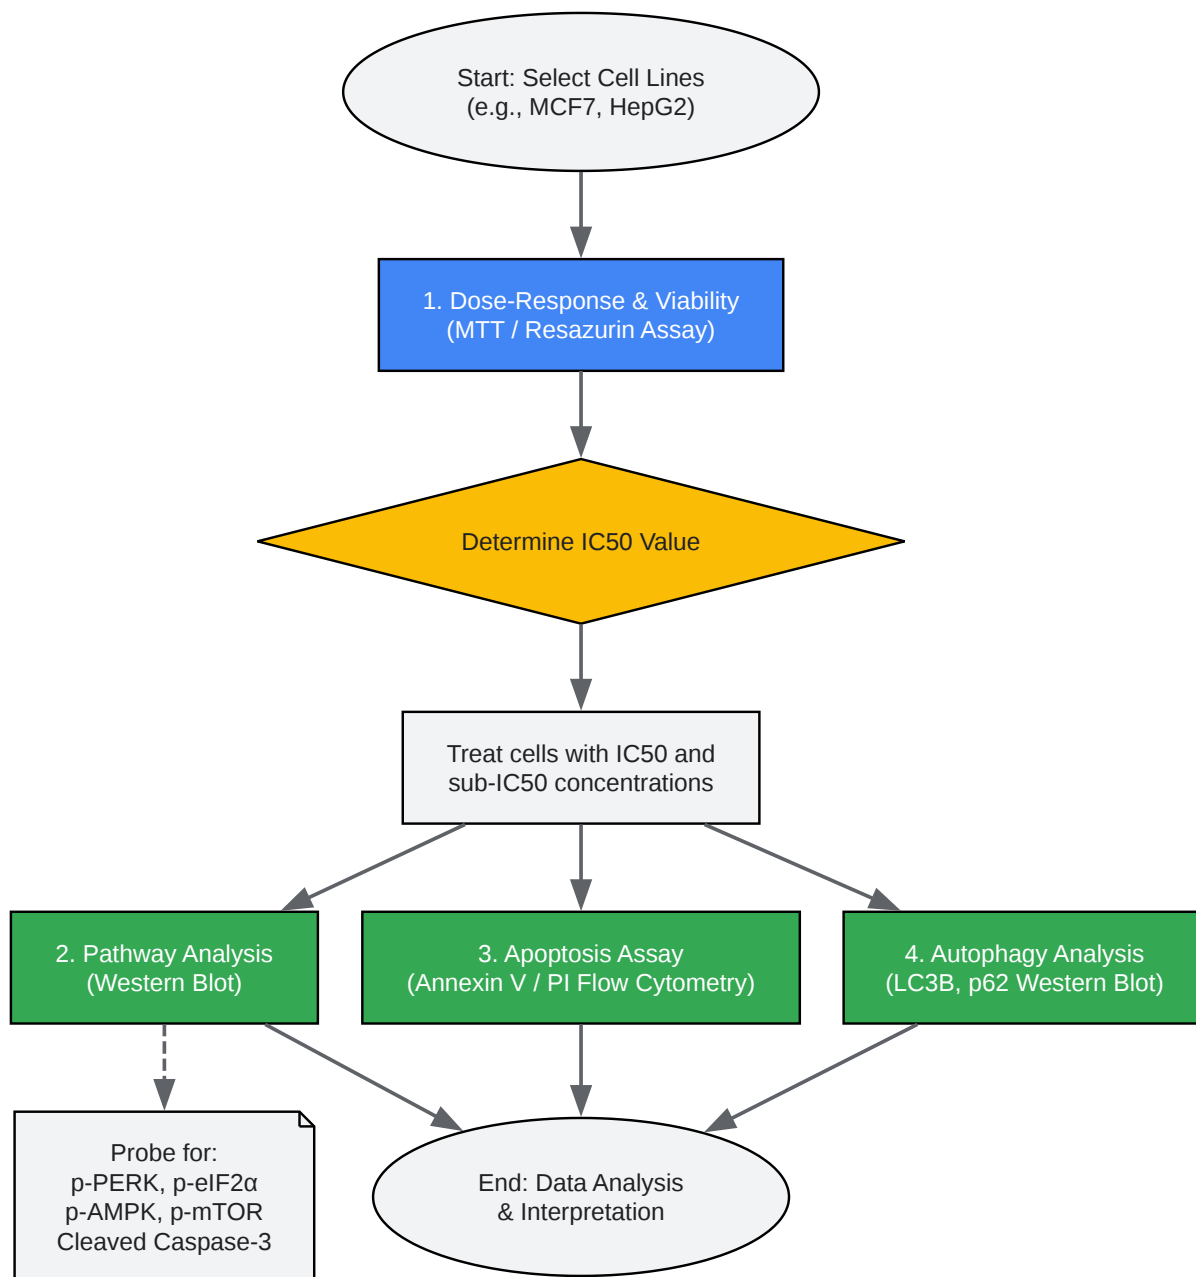 Start: Select Cell Lines
(e.g., MCF7, HepG2)
1. Dose-Response & Viability
(MTT / Resazurin Assay)
Determine IC50 Value
Treat cells with IC50 and
sub-IC50 concentrations
2. Pathway Analysis
(Western Blot)
3. Apoptosis Assay
(Annexin V / PI Flow Cytometry)
4. Autophagy Analysis
(LC3B, p62 Western Blot)
Probe for:
p-PERK, p-eIF2α
p-AMPK, p-mTOR
Cleaved Caspase-3
End: Data Analysis
& Interpretation